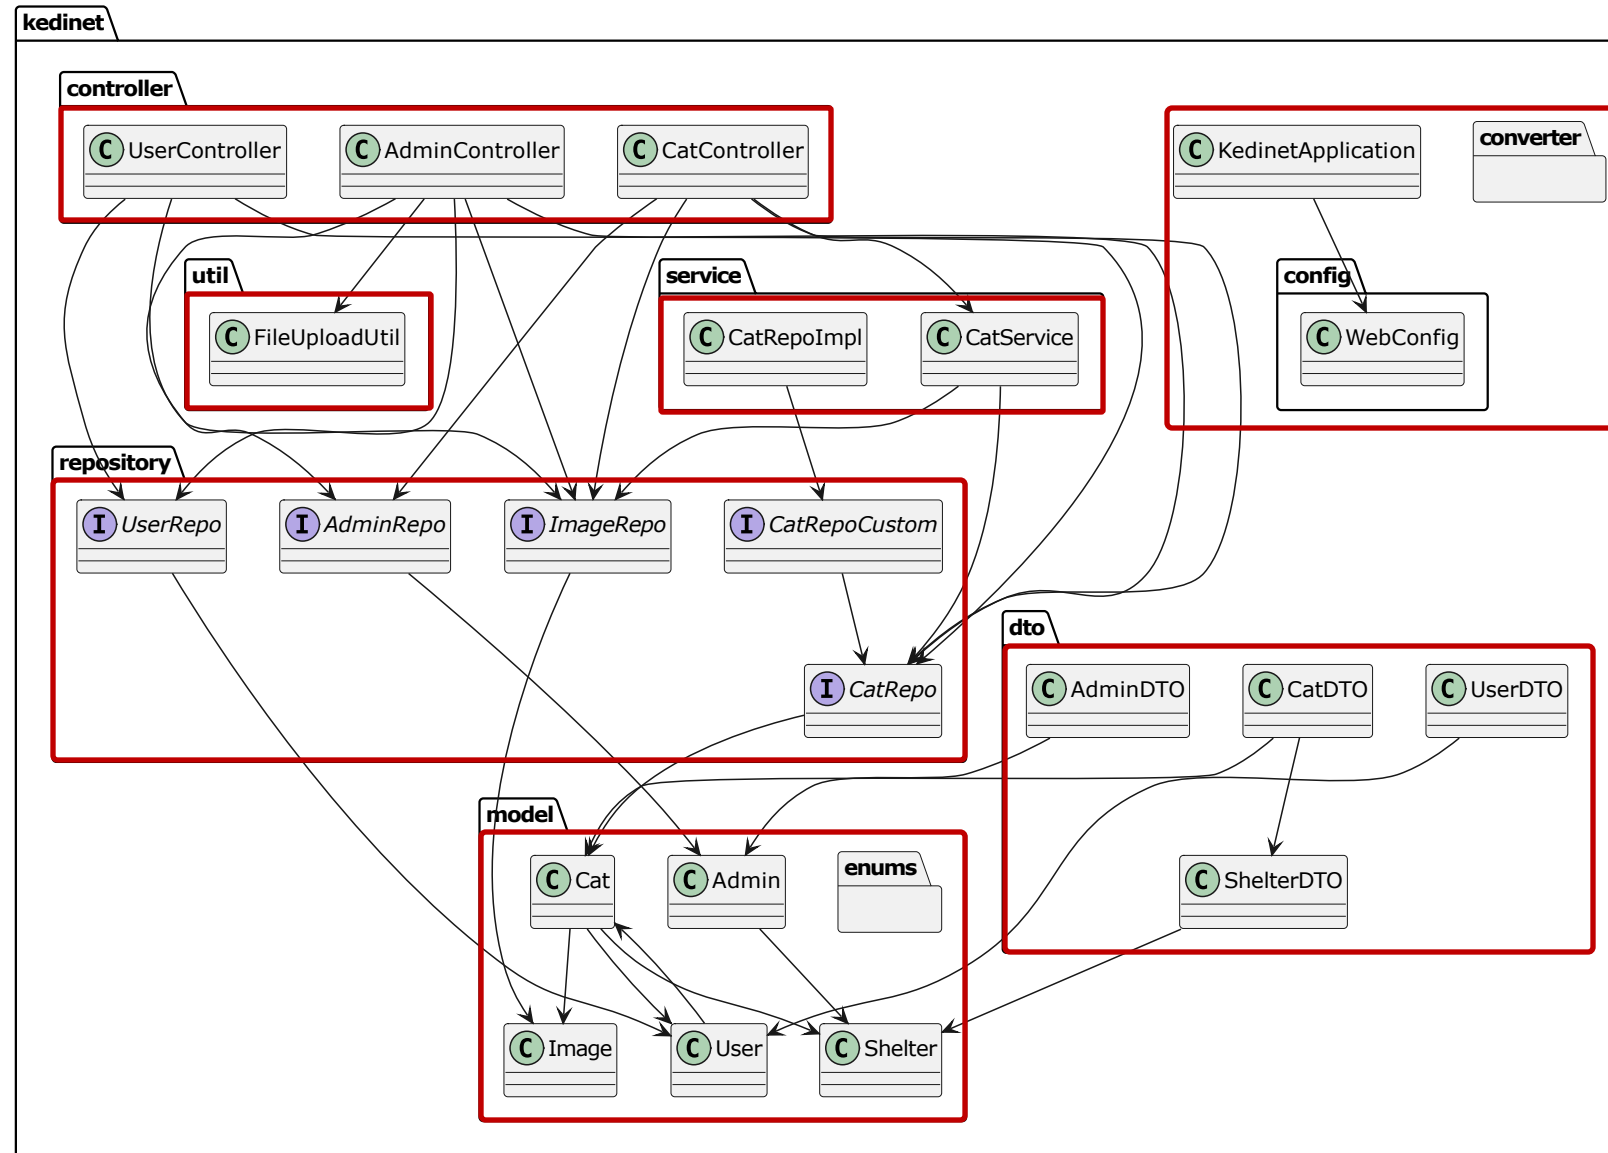 kedinet
controller
C UserController
C AdminController
C CatController
C KedinetApplication
converter
util
service
config
C FileUploadUtil
C CatRepoImpl
C CatService
C WebConfig
repository
I UserRepo
I AdminRepo
I ImageRepo
I CatRepoCustom
dto
I CatRepo
C AdminDTO
C CatDTO
C UserDTO
model
C Cat
C Admin
enums
C ShelterDTO
C Image
C User
C Shelter